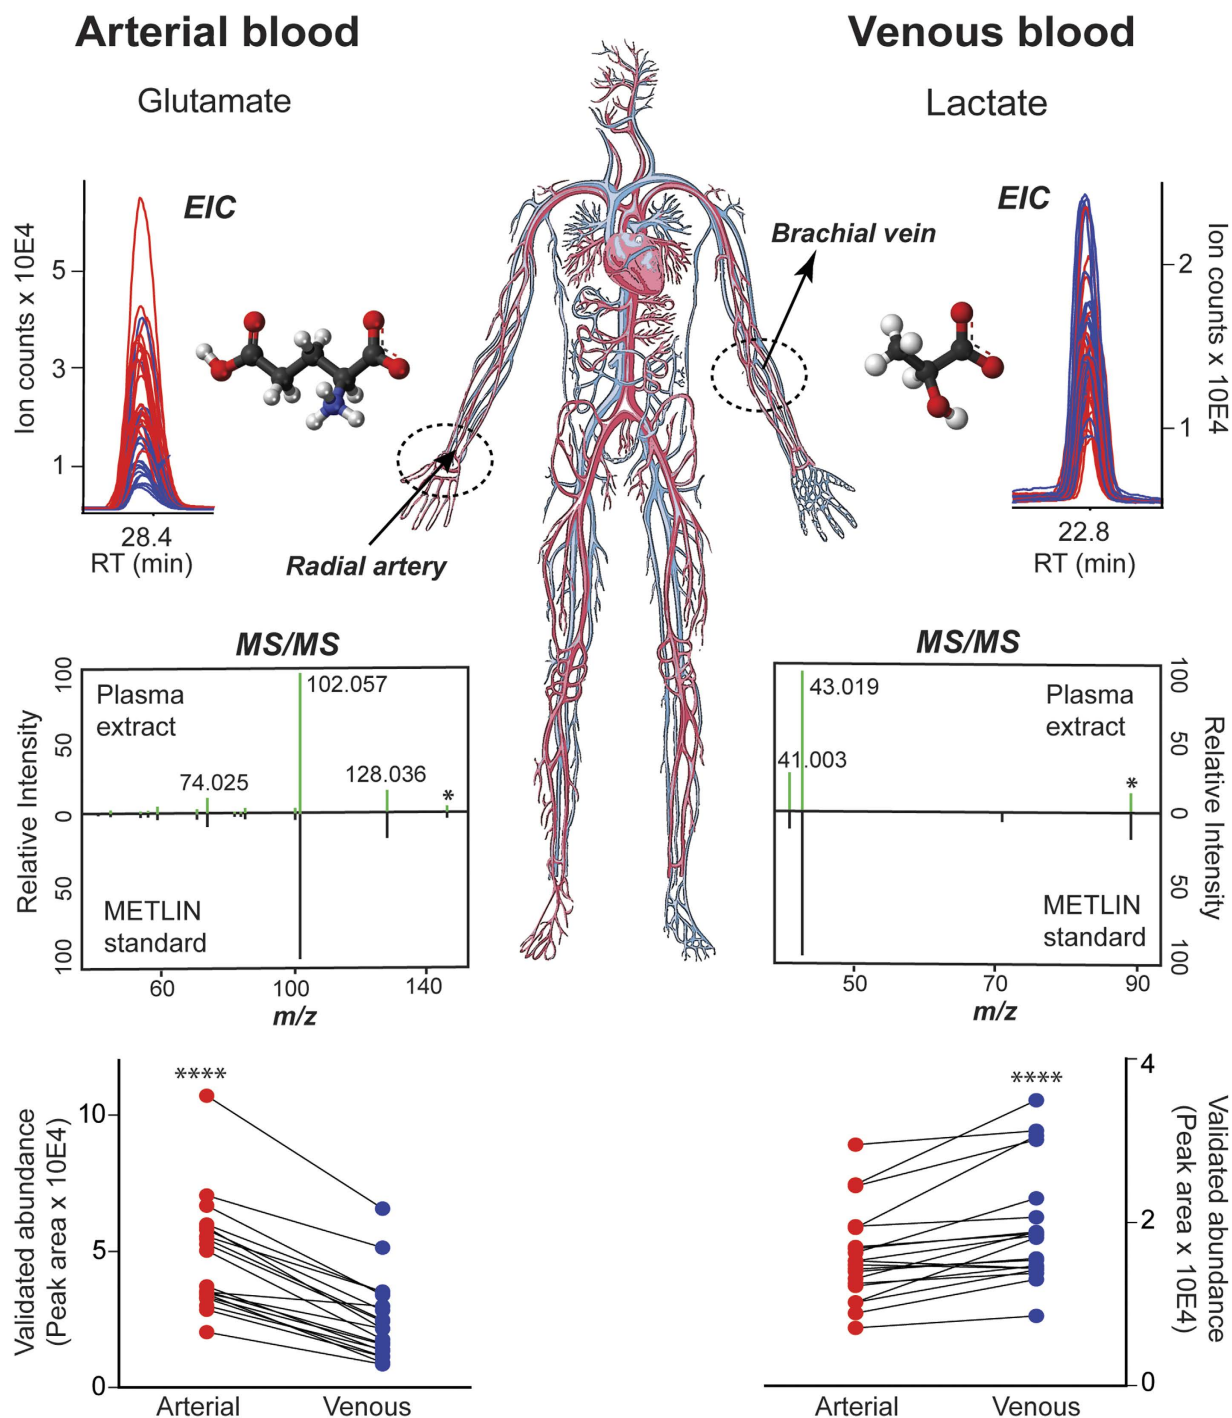 Arterial blood
Venous blood
Glutamate
Lactate
EIC
Ion counts x 10E4
5
3
1
28.4
RT (min)
Radial artery
Brachial vein
EIC
Ion counts x 10E4
2
1
22.8
RT (min)
MS/MS
Relative Intensity
100
50
0
50
100
Plasma
extract
102.057
74.025
128.036
*
METLIN
standard
60
100
140
m/z
MS/MS
43.019
41.003
Plasma
extract
*
METLIN
standard
100
50
0
50
100
Relative Intensity
50
70
90
m/z
Validated abundance
(Peak area x 10E4)
10
5
0
****
Arterial
Venous
****
4
2
0
Validated abundance
(Peak area x 10E4)
Arterial
Venous